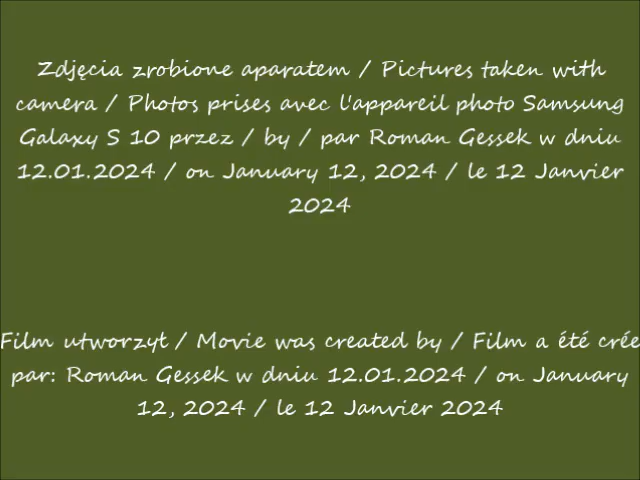 Zdjęcia zrobione aparatem / Pictures taken with
camera / Photos prises avec l'appareil photo Samsung
Galaxy S 10 przez / by / par Roman Gessek w dniu
12.01.2024 / on January 12, 2024 / le 12 Janvier
2024
Film utworzył / Movie was created by / Film a été crée
par: Roman Gessek w dniu 12.01.2024 / on January
12, 2024 / le 12 Janvier 2024